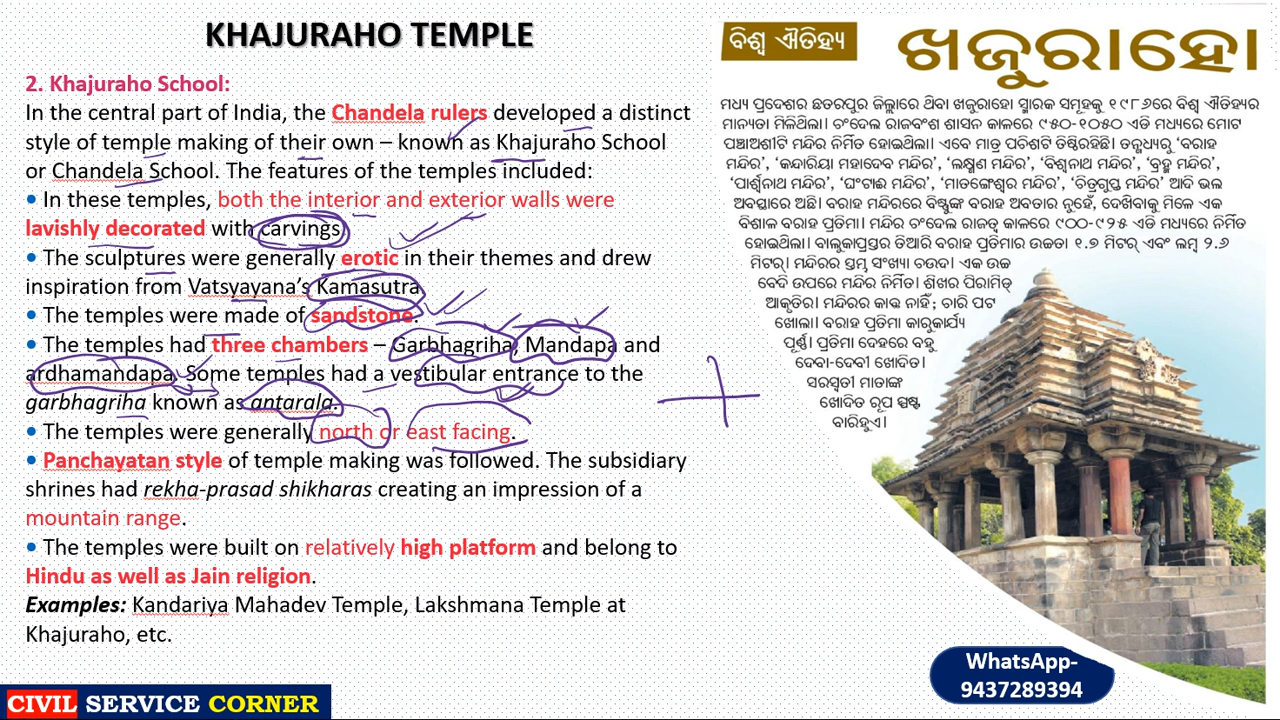 KHAJURAHO TEMPLE
2. Khajuraho School:
In the central part of India, the Chandela rulers developed a distinct
style of temple making of their own – known as Khajuraho School
or Chandela School. The features of the temples included:
• In these temples, both the interior and exterior walls were
lavishly decorated with carvings.
• The sculptures were generally erotic in their themes and drew
inspiration from Vatsyayana’s Kamasutra.
• The temples were made of sandstone.
• The temples had three chambers – Garbhagriha, Mandapa and
ardhamandapa. Some temples had a vestibular entrance to the
garbhagriha known as antarala.
• The temples were generally north or east facing.
• Panchayatan style of temple making was followed. The subsidiary
shrines had rekha-prasad shikharas creating an impression of a
mountain range.
• The temples were built on relatively high platform and belong to
Hindu as well as Jain religion.
Examples: Kandariya Mahadev Temple, Lakshmana Temple at
Khajuraho, etc.
ବିଶ୍ୱ ଐତିହ୍ୟ
ଖଜୁରାହୋ
ମଧ୍ୟ ପ୍ରଦେଶର ଛତରପୁର ଜିଲ୍ଲାରେ ଥିବା ଖଜୁରାହୋ ସ୍ମାରକ ସମୂହକୁ ୧୯୮୬ରେ ବିଶ୍ୱ ଐତିହ୍ୟର
ମାନ୍ୟତା ମିଳିଥିଲା। ଚଂଦେଲ ରାଜବଂଶ ଶାସନ କାଳରେ ୯୫୦-୧୦୫୦ ଏଡି ମଧ୍ୟରେ ମୋଟ
ପଞ୍ଚାଅଶୀଟି ମନ୍ଦିର ନିର୍ମିତ ହୋଇଥିଲା। ଏବେ ମାତ୍ର ପଚିଶଟି ତିଷ୍ଠିରହିଛି। ତନ୍ମଧ୍ୟରୁ ‘ବରାହ
ମନ୍ଦିର’, ‘କନ୍ଦାରିୟା ମହାଦେବ ମନ୍ଦିର’, ‘ଲକ୍ଷ୍ମଣ ମନ୍ଦିର’, ‘ବିଶ୍ୱନାଥ ମନ୍ଦିର’, ‘ବ୍ରହ୍ମ ମନ୍ଦିର’,
‘ପାର୍ଶ୍ୱନାଥ ମନ୍ଦିର’, ‘ଘଂଟାଈ ମନ୍ଦିର’, ‘ମାତଙ୍ଗେଶ୍ୱର ମନ୍ଦିର’, ‘ଚିତ୍ରଗୁପ୍ତ ମନ୍ଦିର’ ଆଦି ଭଲ
ଅବସ୍ଥାରେ ଅଛି। ବରାହ ମନ୍ଦିରରେ ବିଷ୍ଣୁଙ୍କ ବରାହ ଅବତାର ନୁହେଁ, ଦେଖିବାକୁ ମିଳେ ଏକ
ବିଶାଳ ବରାହ ପ୍ରତିମା। ମନ୍ଦିର ଚଂଦେଲ ରାଜତ୍ୱ କାଳରେ ୯୦୦-୯୨୫ ଏଡି ମଧ୍ୟରେ ନିର୍ମିତ
ହୋଇଥିଲା। ବାଲୁକାପ୍ରସ୍ତର ତିଆରି ବରାହ ପ୍ରତିମାର ଉଚ୍ଚତା ୧.୭ ମିଟର୍ ଏବଂ ଲମ୍ବ ୨.୬
ମିଟର୍। ମନ୍ଦିରର ସ୍ତମ୍ଭ ସଂଖ୍ୟା ଚଉଦ। ଏକ ଉଚ୍ଚ
ବେଦି ଉପରେ ମନ୍ଦିର ନିର୍ମିତ। ଶିଖର ପିରାମିଡ୍
ଆକୃତିର। ମନ୍ଦିରର କାନ୍ଥ ନାହିଁ; ଚାରି ପଟ
ଖୋଲା। ବରାହ ପ୍ରତିମା କାରୁକାର୍ଯ୍ୟ
ପୂର୍ଣ୍ଣ। ପ୍ରତିମା ଦେହରେ ବହୁ
ଦେବା-ଦେବୀ ଖୋଦିତ।
ସରସ୍ୱତୀ ମାତାଙ୍କ
ଖୋଦିତ ରୂପ ସ୍ପଷ୍ଟ
ବାରିହୁଏ।
WhatsApp-
9437289394
CIVIL SERVICE CORNER